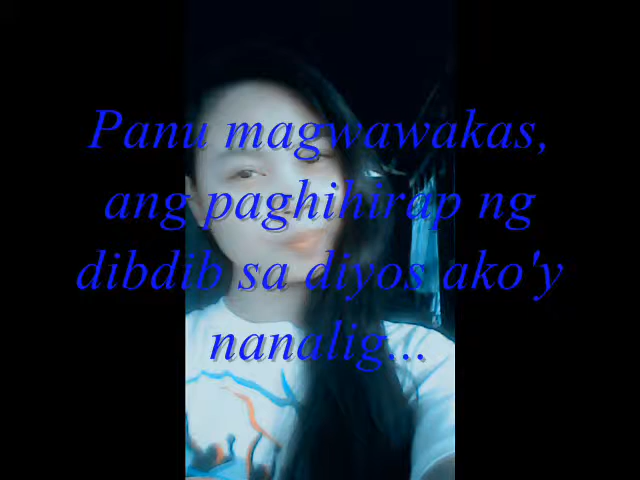 Panu magwawakas,
ang paghihirap ng
dibdib sa diyos ako'y
nanalig...